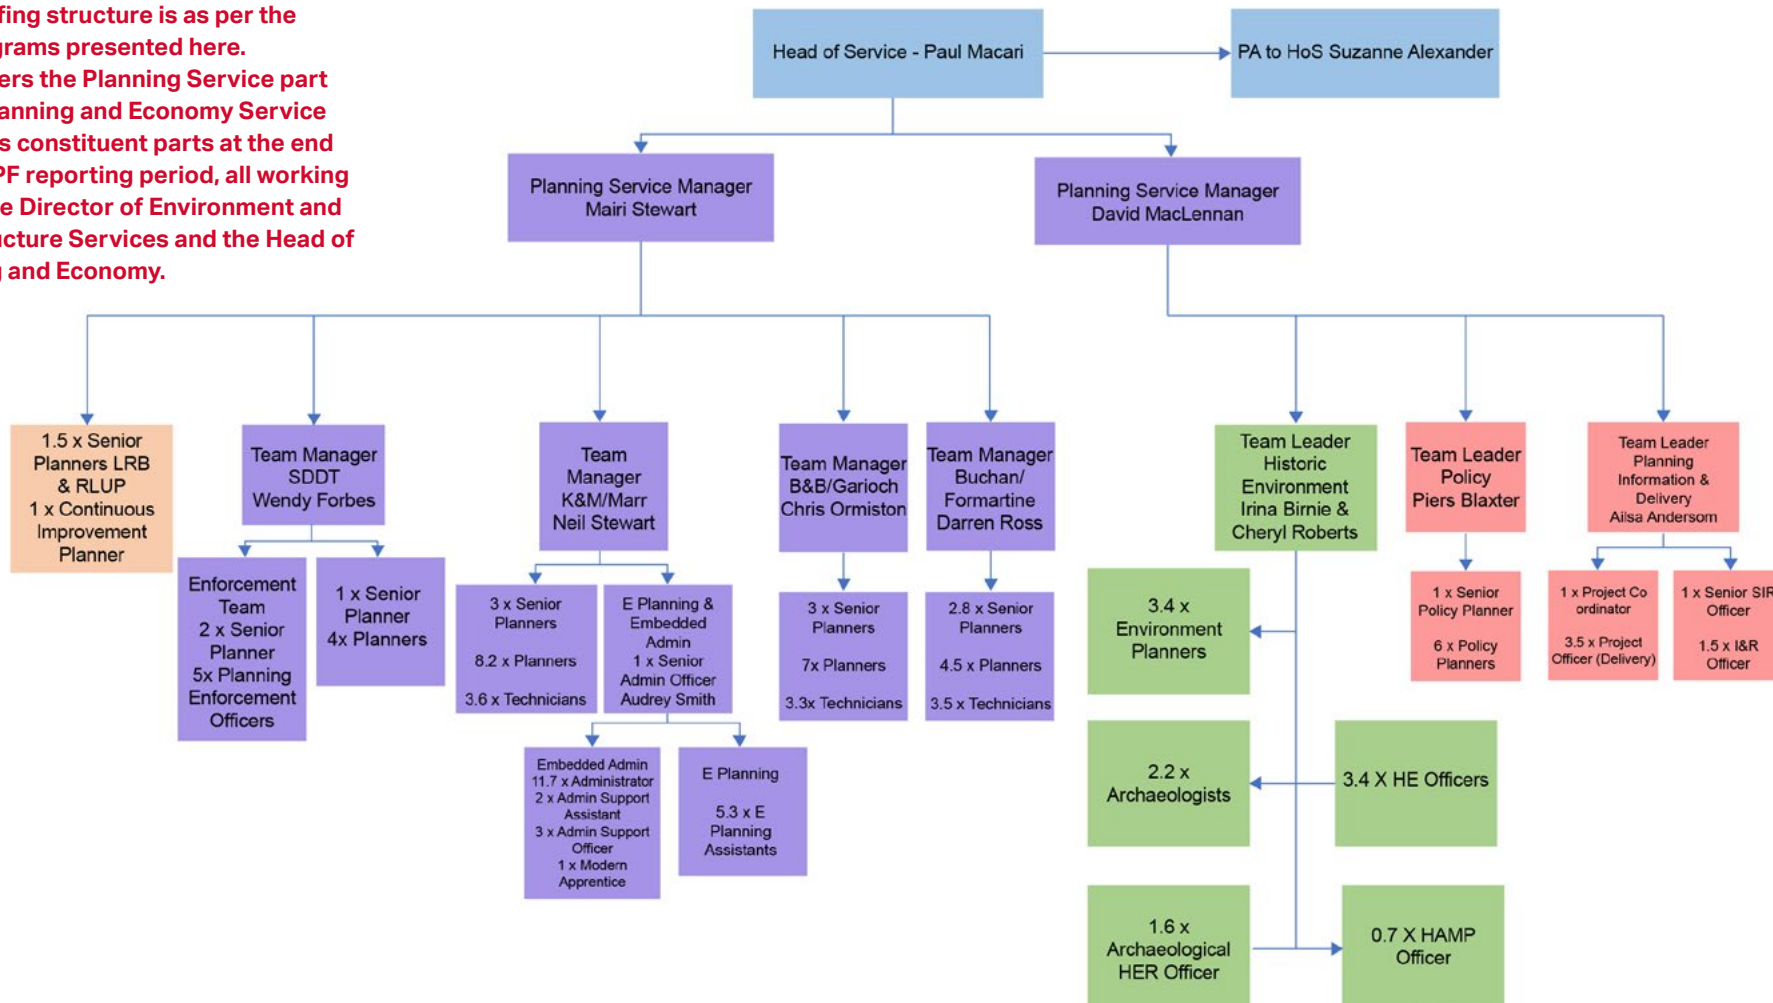 fing structure is as per the
grams presented here.
ers the Planning Service part
anning and Economy Service
s constituent parts at the end
PF reporting period, all working
e Director of Environment and
ucture Services and the Head of
g and Economy.
Head of Service - Paul Macari
PA to HoS Suzanne Alexander
Planning Service Manager
Mairi Stewart
Planning Service Manager
David MacLennan
1.5 x Senior
Planners LRB
& RLUP
1 x Continuous
Improvement
Planner
Team Manager
SDDT
Wendy Forbes
Team
Manager
K&M/Marr
Neil Stewart
Team Manager
B&B/Garioch
Chris Ormiston
Team Manager
Buchan/
Formartine
Darren Ross
Team Leader
Historic
Environment
Irina Birnie &
Cheryl Roberts
Team Leader
Policy
Piers Blaxter
Team Leader
Planning
Information &
Delivery
Ailsa Andersom
Enforcement
Team
2 x Senior
Planner
5x Planning
Enforcement
Officers
1 x Senior
Planner
4x Planners
3 x Senior
Planners
8.2 x Planners
3.6 x Technicians
E Planning &
Embedded
Admin
1 x Senior
Admin Officer
Audrey Smith
3 x Senior
Planners
7x Planners
3.3x Technicians
2.8 x Senior
Planners
4.5 x Planners
3.5 x Technicians
3.4 x
Environment
Planners
1 x Senior
Policy Planner
6 x Policy
Planners
1 x Project Co
ordinator
3.5 x Project
Officer (Delivery)
1 x Senior SIR
Officer
1.5 x I&R
Officer
Embedded Admin
11.7 x Administrator
2 x Admin Support
Assistant
3 x Admin Support
Officer
1 x Modern
Apprentice
E Planning
5.3 x E
Planning
Assistants
2.2 x
Archaeologists
3.4 X HE Officers
1.6 x
Archaeological
HER Officer
0.7 X HAMP
Officer